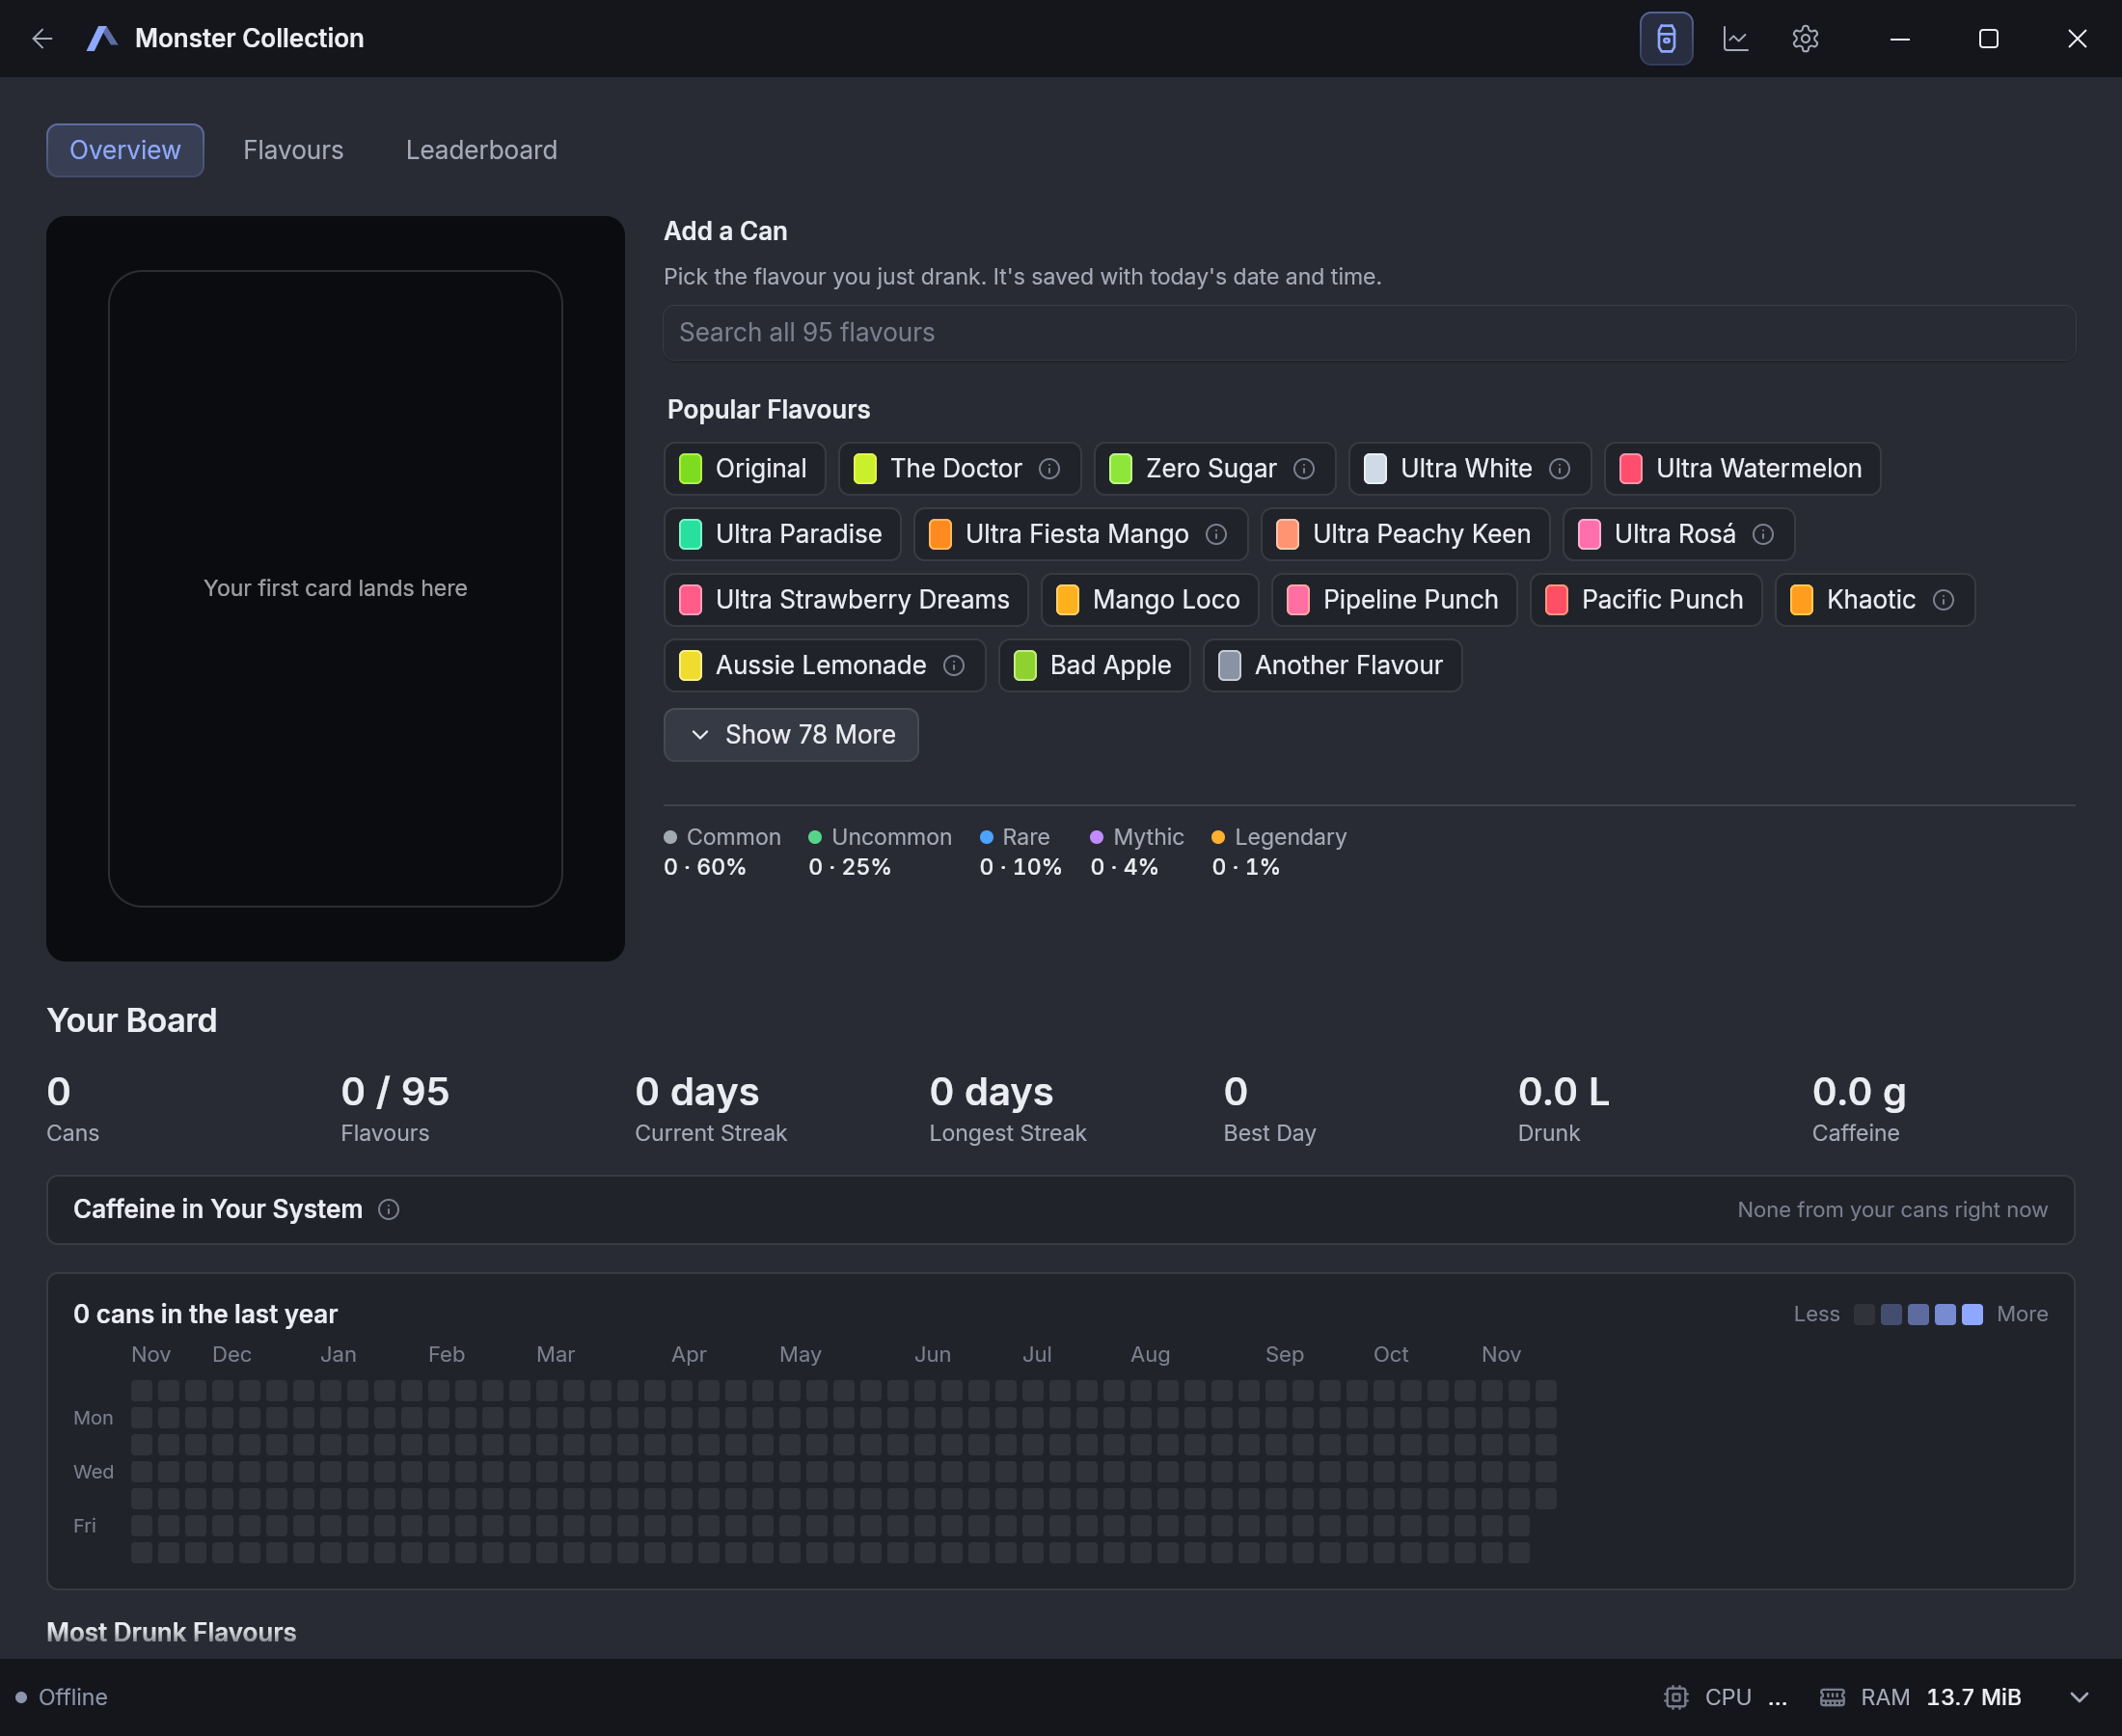 Monster Collection
Overview Flavours Leaderboard
Your first card lands here
Add a Can
Pick the flavour you just drank. It's saved with today's date and time.
Search all 95 flavours
Popular Flavours
Original The Doctor Zero Sugar Ultra White Ultra Watermelon
Ultra Paradise Ultra Fiesta Mango Ultra Peachy Keen Ultra Rosá
Ultra Strawberry Dreams Mango Loco Pipeline Punch Pacific Punch Khaotic
Aussie Lemonade Bad Apple Another Flavour
Show 78 More
Common Uncommon Rare Mythic Legendary
0 · 60% 0 · 25% 0 · 10% 0 · 4% 0 · 1%
Your Board
0 0 / 95 0 days 0 days 0 0.0 L 0.0 g
Cans Flavours Current Streak Longest Streak Best Day Drunk Caffeine
Caffeine in Your System None from your cans right now
0 cans in the last year Less More
Nov Dec Jan Feb Mar Apr May Jun Jul Aug Sep Oct Nov
Mon
Wed
Fri
Most Drunk Flavours
Offline CPU ... RAM 13.7 MiB